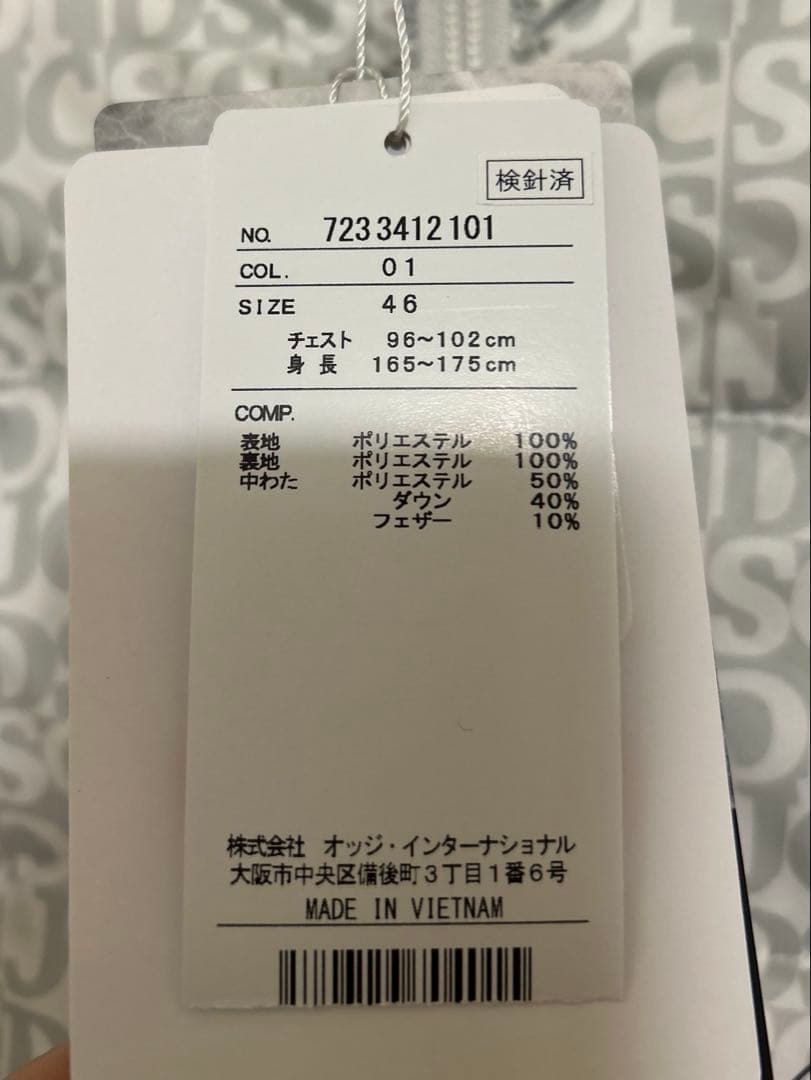 検針済
NO. 7233412101
COL. 01
SIZE 46
チェスト 96~102cm
身長 165~175cm
COMP.
表地 ポリエステル 100%
裏地 ポリエステル 100%
中わた ポリエステル 50%
ダウン 40%
フェザー 10%
株式会社 オッジ・インターナショナル
大阪市中央区備後町3丁目1番6号
MADE IN VIETNAM